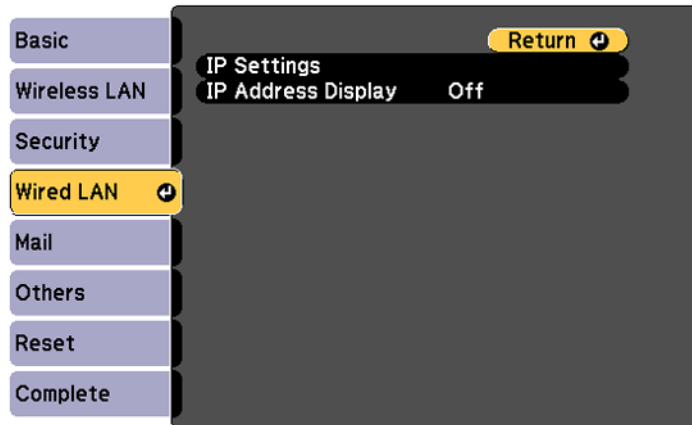 Basic
Wireless LAN
Security
Wired LAN
Mail
Others
Reset
Complete
Return
IP Settings
IP Address Display Off